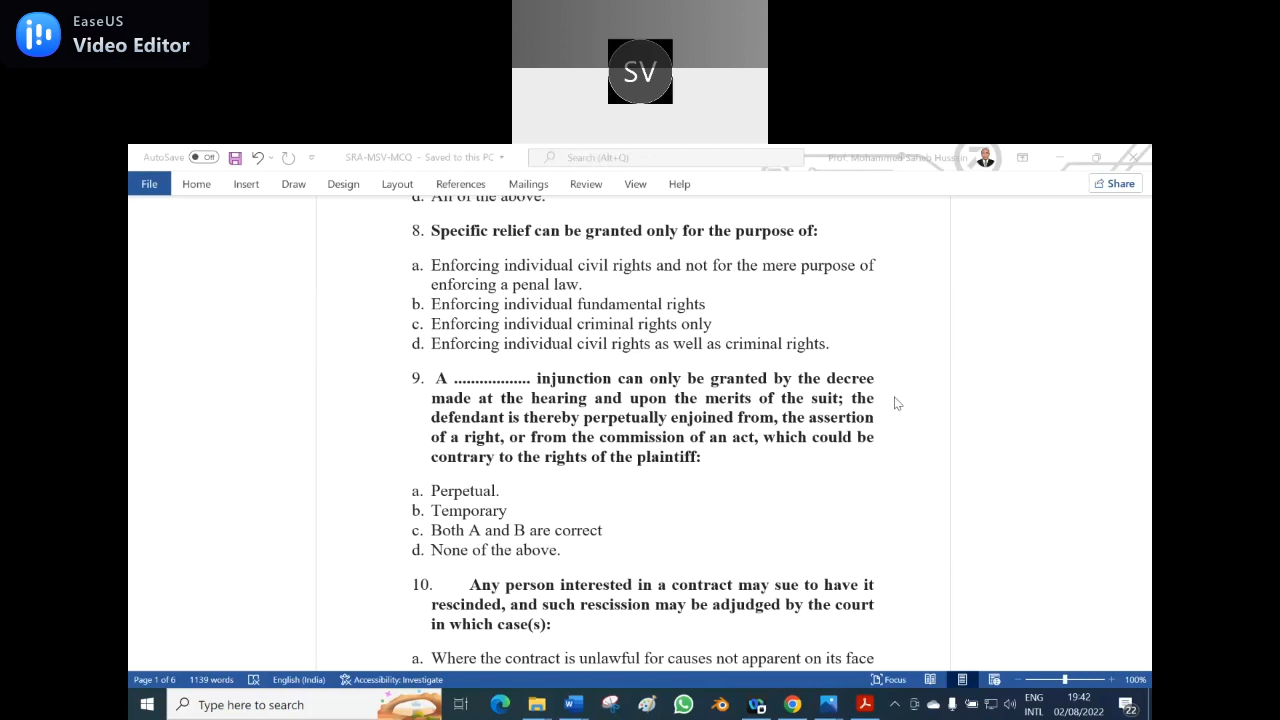 EaseUS
Video Editor
SV
AutoSave Off SRA-MSV-MCQ - Saved to this PC Search (Alt+Q) Prof. Mohammed Saheb Hussain
File Home Insert Draw Design Layout References Mailings Review View Help Share
d. All of the above.
8. Specific relief can be granted only for the purpose of:
a. Enforcing individual civil rights and not for the mere purpose of
enforcing a penal law.
b. Enforcing individual fundamental rights
c. Enforcing individual criminal rights only
d. Enforcing individual civil rights as well as criminal rights.
9. A .................. injunction can only be granted by the decree
made at the hearing and upon the merits of the suit; the
defendant is thereby perpetually enjoined from, the assertion
of a right, or from the commission of an act, which could be
contrary to the rights of the plaintiff:
a. Perpetual.
b. Temporary
c. Both A and B are correct
d. None of the above.
10. Any person interested in a contract may sue to have it
rescinded, and such rescission may be adjudged by the court
in which case(s):
a. Where the contract is unlawful for causes not apparent on its face
Page 1 of 6 1139 words English (India) Accessibility: Investigate Focus 100%
Type here to search ENG 19:42
INTL 02/08/2022 22